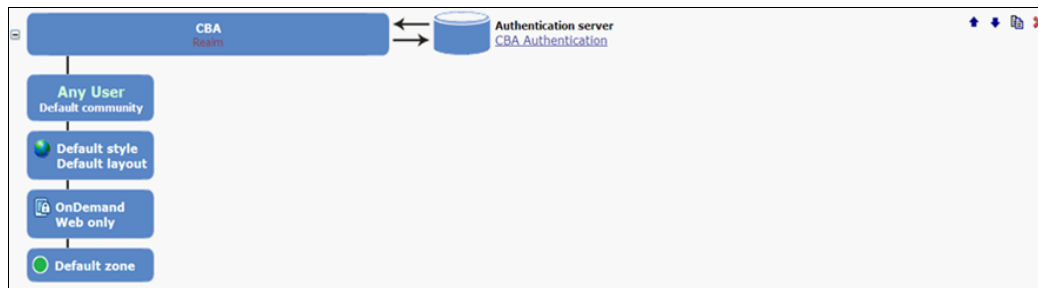 CBA
Realm
Authentication server
CBA Authentication
Any User
Default community
Default style
Default layout
OnDemand
Web only
Default zone